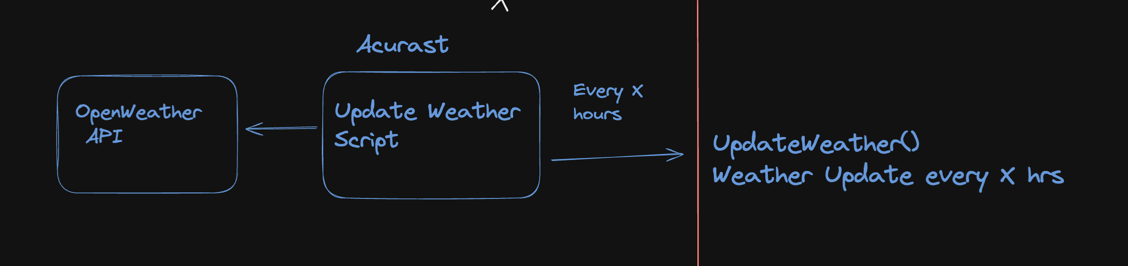 Acurast
OpenWeather
API
Update Weather
Script
Every X
hours
UpdateWeather()
Weather Update every X hrs